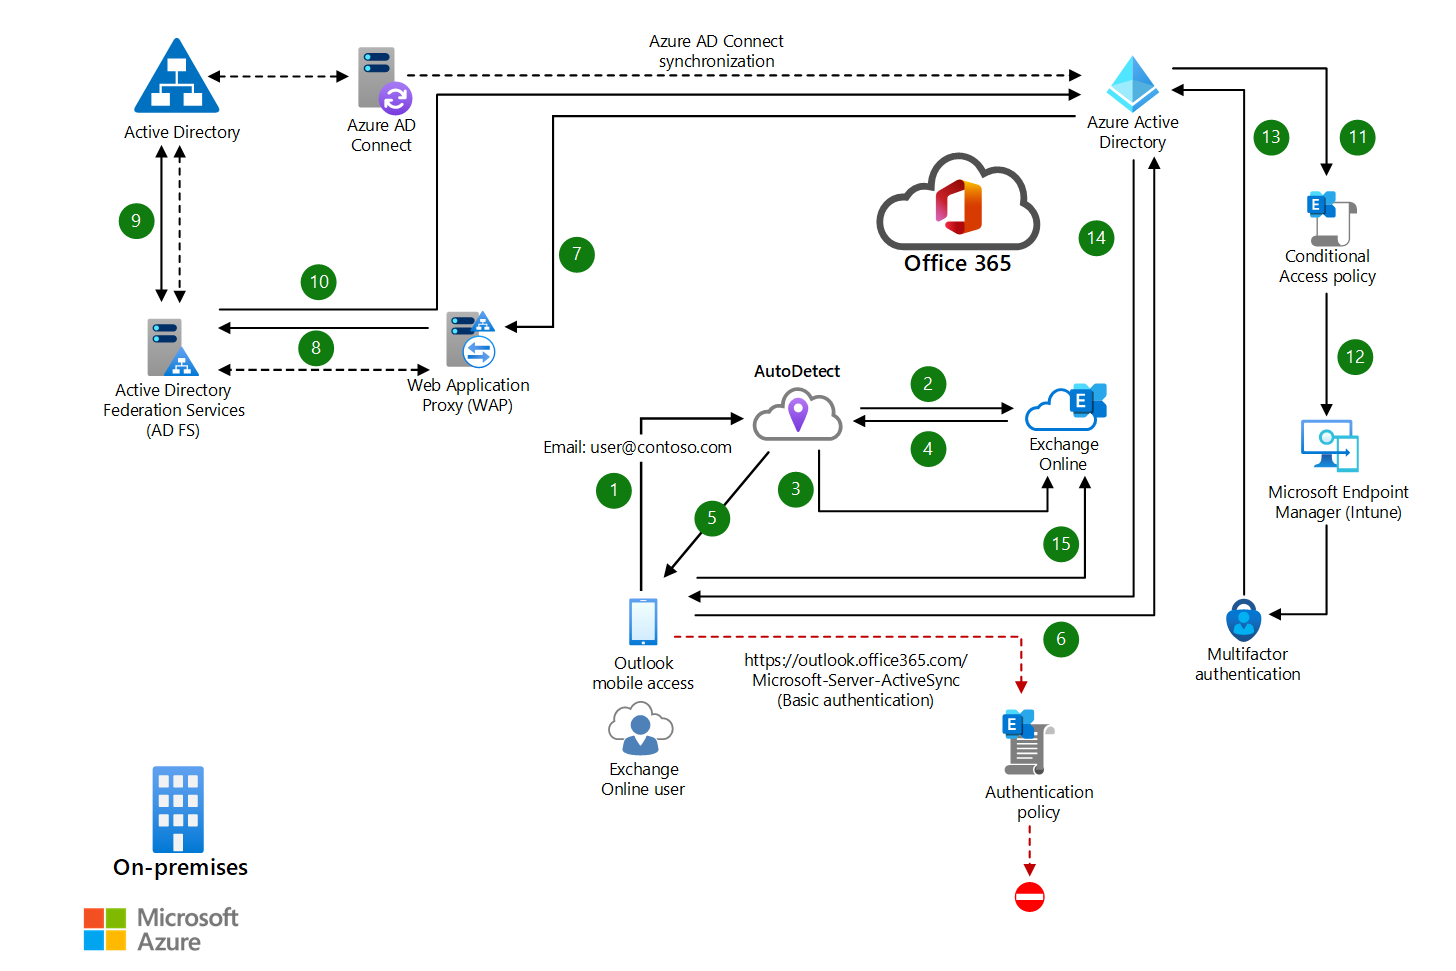 Azure AD Connect
synchronization
Active Directory
Azure AD
Connect
Azure Active
Directory
13
11
9
7
14
Office 365
E
Conditional
Access policy
10
8
12
Active Directory
Federation Services
(AD FS)
Web Application
Proxy (WAP)
AutoDetect
2
E
4
Exchange
Online
Email: user@contoso.com
1
3
5
15
Microsoft Endpoint
Manager (Intune)
6
Outlook
mobile access
https://outlook.office365.com/
Microsoft-Server-ActiveSync
(Basic authentication)
Multifactor
authentication
E
Exchange
Online user
Authentication
policy
On-premises
Microsoft
Azure